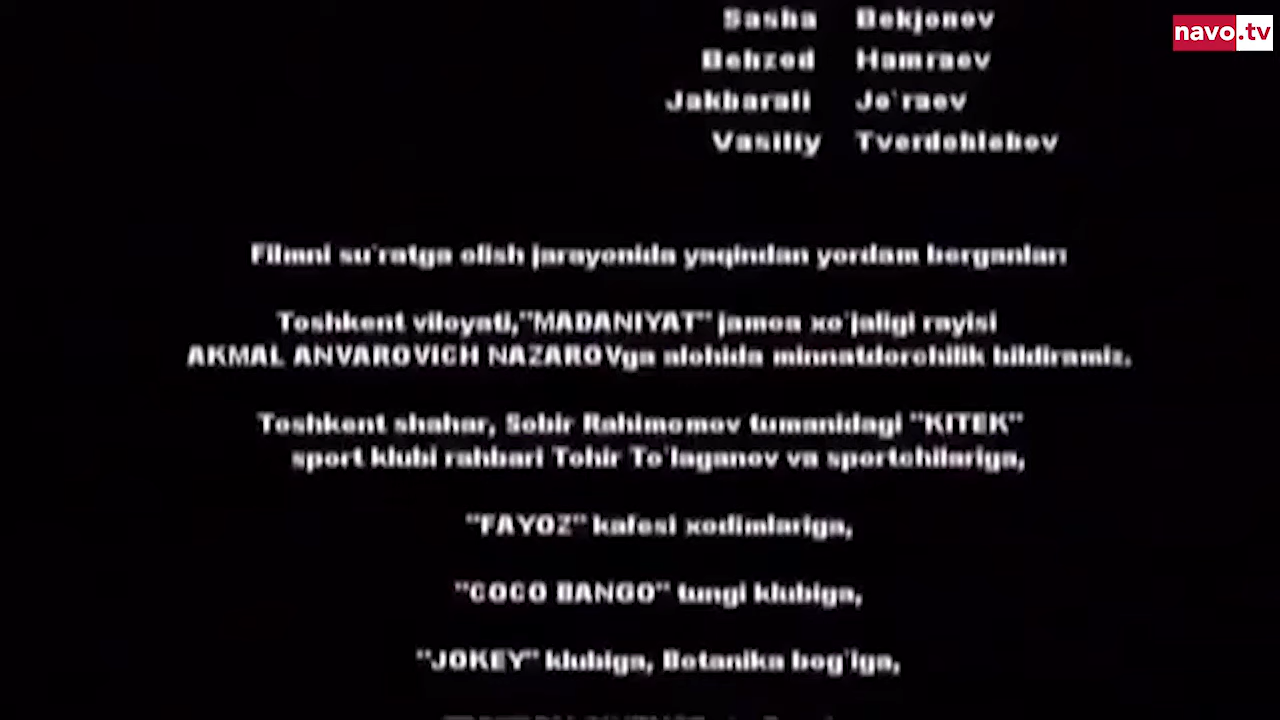 navo.tv
Sasha Bekjonov
Behzod Hamraev
Jakbarali Jo`raev
Vasiliy Tverdohlebov
Filmni su`ratga olish jarayonida yaqindan yordam berganlar:
Toshkent viloyati,"MADANIYAT" jamoa xo`jaligi rayisi
AKMAL ANVAROVICH NAZAROVga alohida minnatdorchilik bildiramiz.
Toshkent shahar, Sobir Rahimomov tumanidagi "KITEK"
sport klubi rahbari Tohir To`laganov va sportchilariga,
"FAYOZ" kafesi xodimlariga,
"COCO BANGO" tungi klubiga,
"JOKEY" klubiga, Botanika bog`iga,